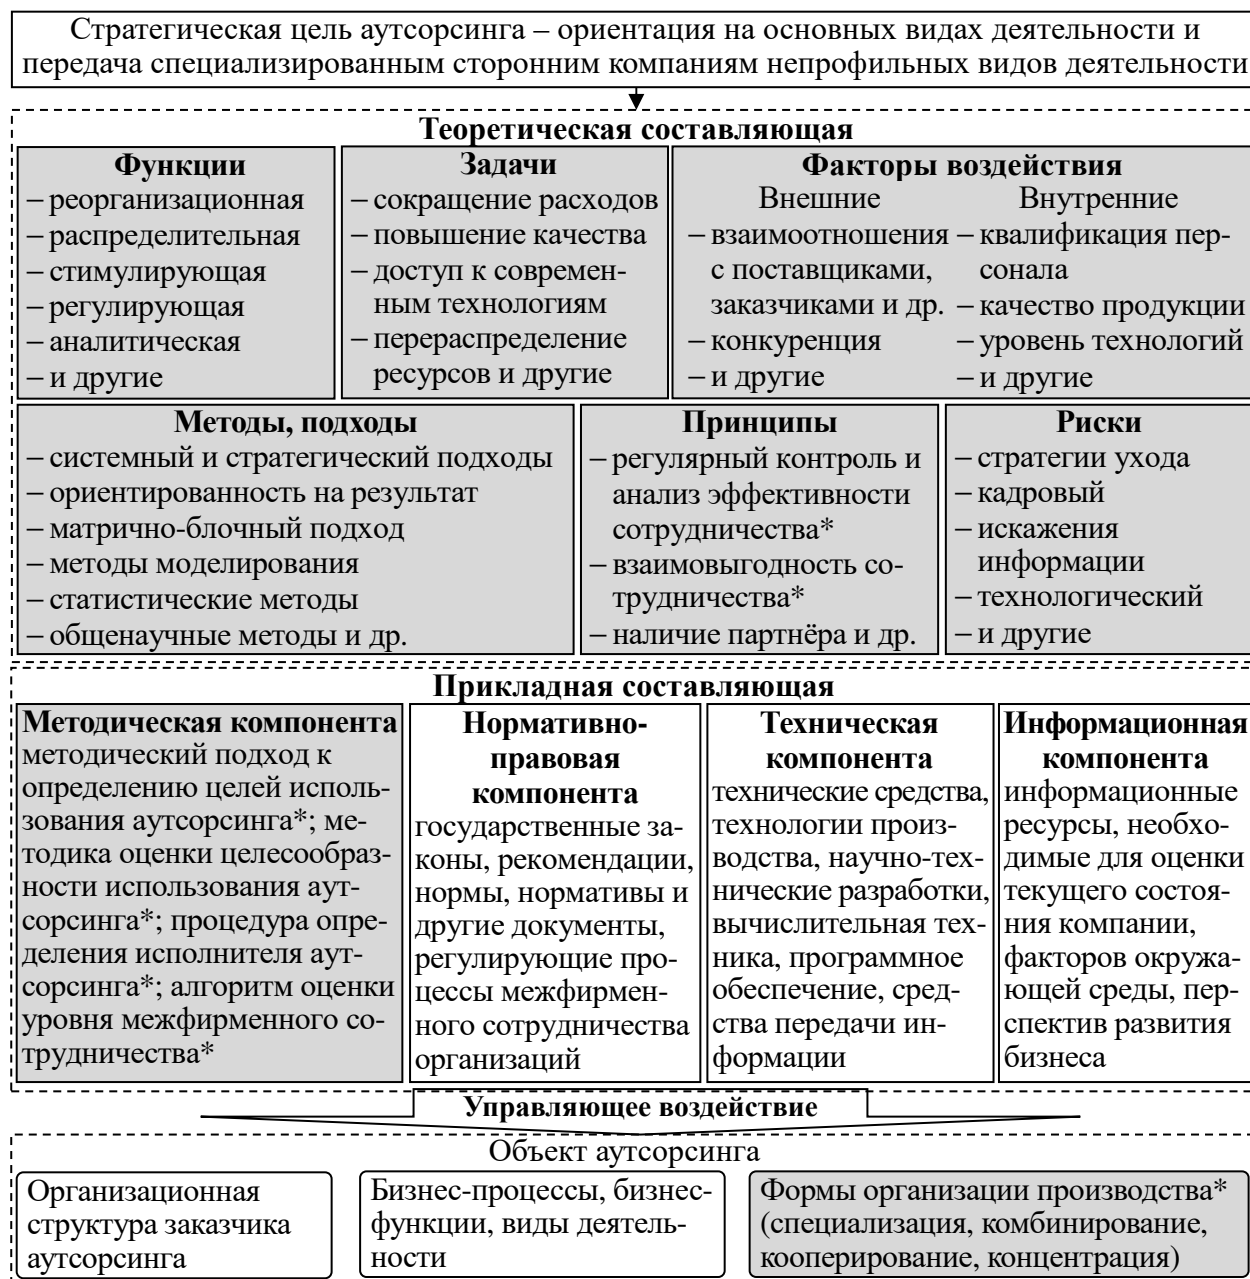 Стратегическая цель аутсорсинга – ориентация на основных видах деятельности и
передача специализированным сторонним компаниям непрофильных видов деятельности
Теоретическая составляющая
Функции
– реорганизационная
– распределительная
– стимулирующая
– регулирующая
– аналитическая
– и другие
Задачи
– сокращение расходов
– повышение качества
– доступ к современ-
ным технологиям
– перераспределение
ресурсов и другие
Факторы воздействия
Внешние
– взаимоотношения
с поставщиками,
заказчиками и др.
– конкуренция
– и другие
Внутренние
– квалификация пер-
сонала
– качество продукции
– уровень технологий
– и другие
Методы, подходы
– системный и стратегический подходы
– ориентированность на результат
– матрично-блочный подход
– методы моделирования
– статистические методы
– общенаучные методы и др.
Принципы
– регулярный контроль и
анализ эффективности
сотрудничества*
– взаимовыгодность со-
трудничества*
– наличие партнёра и др.
Риски
– стратегии ухода
– кадровый
– искажения
информации
– технологический
– и другие
Прикладная составляющая
Методическая компонента
методический подход к
определению целей исполь-
зования аутсорсинга*; ме-
тодика оценки целесообраз-
ности использования аут-
сорсинга*; процедура опре-
деления исполнителя аут-
сорсинга*; алгоритм оценки
уровня межфирменного со-
трудничества*
Нормативно-
правовая
компонента
государственные за-
коны, рекомендации,
нормы, нормативы и
другие документы,
регулирующие про-
цессы межфирмен-
ного сотрудничества
организаций
Техническая
компонента
технические средства,
технологии произ-
водства, научно-тех-
нические разработки,
вычислительная тех-
ника, программное
обеспечение, сред-
ства передачи ин-
формации
Информационная
компонента
информационные
ресурсы, необхо-
димые для оценки
текущего состоя-
ния компании,
факторов окружа-
ющей среды, пер-
спектив развития
бизнеса
Управляющее воздействие
Объект аутсорсинга
Организационная
структура заказчика
аутсорсинга
Бизнес-процессы, бизнес-
функции, виды деятель-
ности
Формы организации производства*
(специализация, комбинирование,
кооперирование, концентрация)